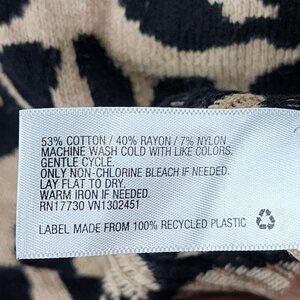 53% COTTON / 40% RAYON / 7% NYLON
MACHINE WASH COLD WITH LIKE COLORS.
GENTLE CYCLE.
ONLY NON-CHLORINE BLEACH IF NEEDED.
LAY FLAT TO DRY.
WARM IRON IF NEEDED.
RN17730 VN1302451
LABEL MADE FROM 100% RECYCLED PLASTIC